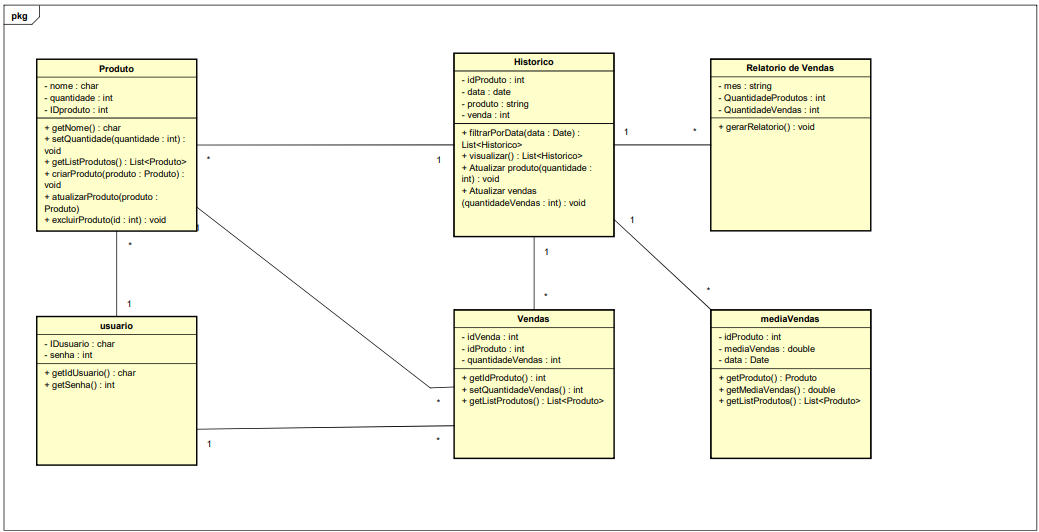 pkg
Produto
- nome : char
- quantidade : int
- IDproduto : int
+ getNome() : char
+ setQuantidade(quantidade : int) :
void
+ getListProdutos() : List<Produto>
+ criarProduto(produto : Produto) :
void
+ atualizarProduto(produto :
Produto)
+ excluirProduto(id : int) : void
Historico
- idProduto : int
- data : date
- produto : string
- venda : int
+ filtrarPorData(data : Date) :
List<Historico>
+ visualizar() : List<Historico>
+ Atualizar produto(quantidade :
int) : void
+ Atualizar vendas
(quantidadeVendas : int) : void
Relatorio de Vendas
- mes : string
- QuantidadeProdutos : int
- QuantidadeVendas : int
+ gerarRelatorio() : void
*
1
1
*
*
1
1
*
1
*
usuario
- IDusuario : char
- senha : int
+ getIdUsuario() : char
+ getSenha() : int
Vendas
- idVenda : int
- idProduto : int
- quantidadeVendas : int
+ getIdProduto() : int
+ setQuantidadeVendas() : int
+ getListProdutos() : List<Produto>
mediaVendas
- idProduto : int
- mediaVendas : double
- data : Date
+ getProduto() : Produto
+ getMediaVendas() : double
+ getListProdutos() : List<Produto>
*
1
*